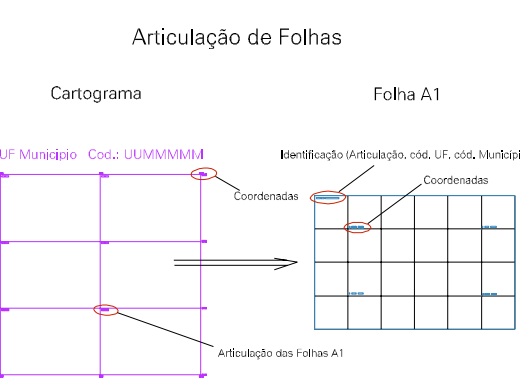 Articulação de Folhas
Cartograma
Folha A1
UF Município Cod.: UUMMMMM
Identificação (Articulação, cód. UF, cód. Municípi
Coordenadas
Coordenadas
Articulação das Folhas A1